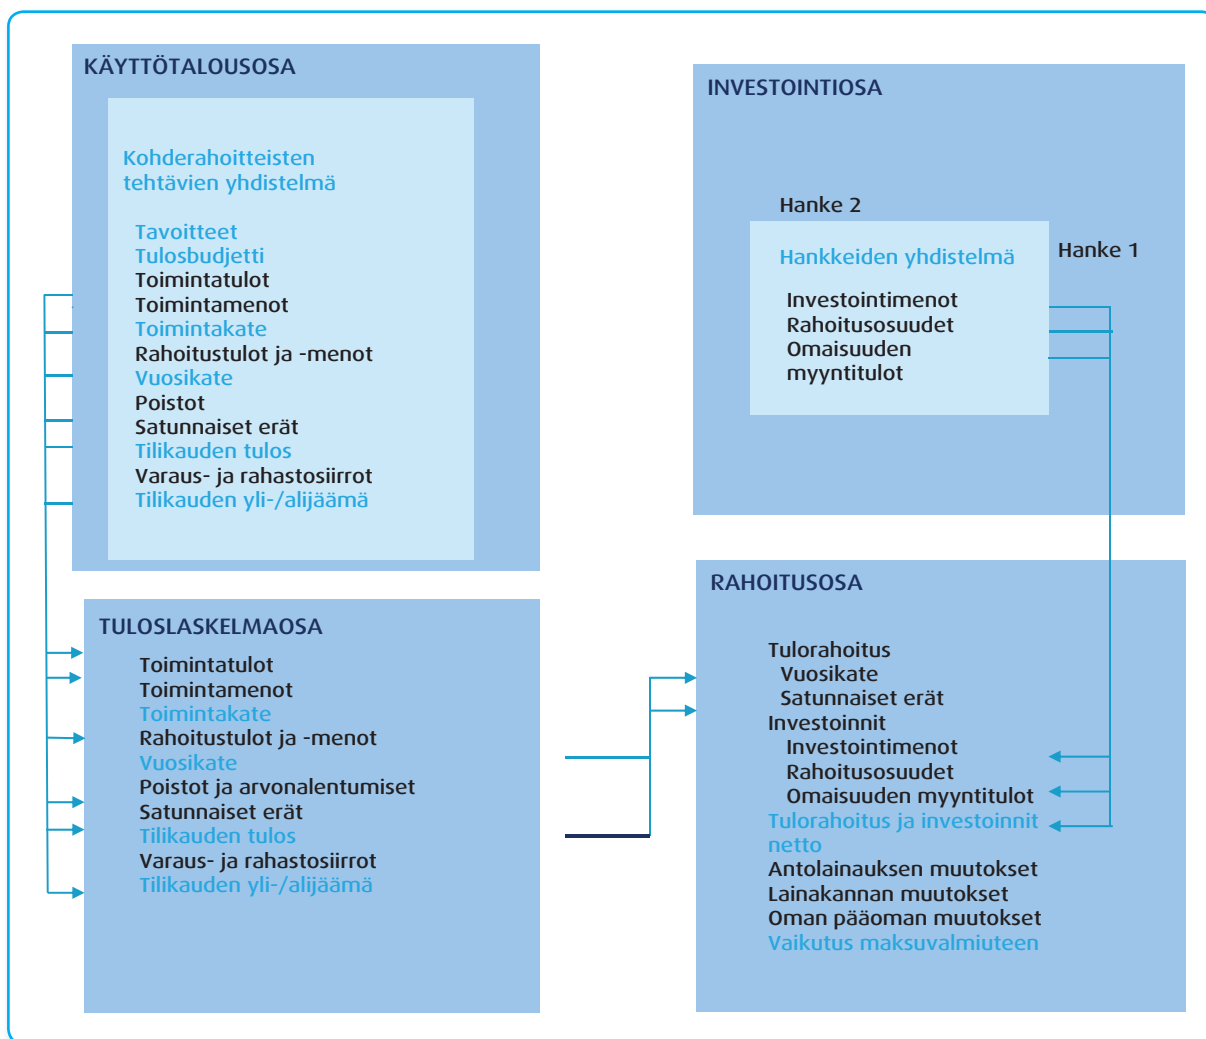 KÄYTTÖTALOUSOSA
Kohderahoitteisten
tehtävien yhdistelmä
Tavoitteet
Tulosbudjetti
Toimintatulot
Toimintamenot
Toimintakate
Rahoitustulot ja -menot
Vuosikate
Poistot
Satunnaiset erät
Tilikauden tulos
Varaus- ja rahastosiirrot
Tilikauden yli-/alijäämä
INVESTOINTIOSA
Hanke 2
Hanke 1
Hankkeiden yhdistelmä
Investointimenot
Rahoitusosuudet
Omaisuuden
myyntitulot
TULOSLASKELMAOSA
Toimintatulot
Toimintamenot
Toimintakate
Rahoitustulot ja -menot
Vuosikate
Poistot ja arvonalentumiset
Satunnaiset erät
Tilikauden tulos
Varaus- ja rahastosiirrot
Tilikauden yli-/alijäämä
RAHOITUSOSA
Tulorahoitus
Vuosikate
Satunnaiset erät
Investoinnit
Investointimenot
Rahoitusosuudet
Omaisuuden myyntitulot
Tulorahoitus ja investoinnit
netto
Antolainauksen muutokset
Lainakannan muutokset
Oman pääoman muutokset
Vaikutus maksuvalmiuteen